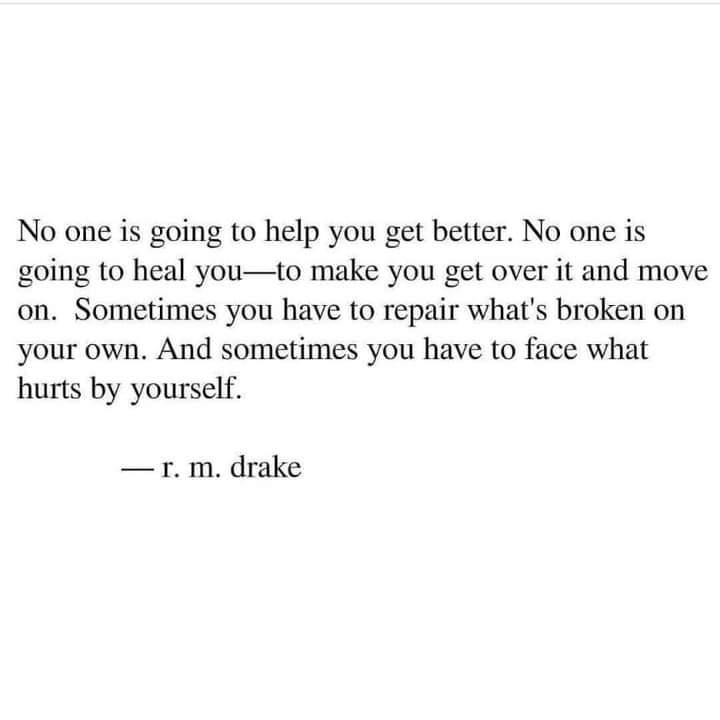 No one is going to help you get better. No one is
going to heal you—to make you get over it and move
on.  Sometimes you have to repair what's broken on
your own. And sometimes you have to face what
hurts by yourself.
— r. m. drake